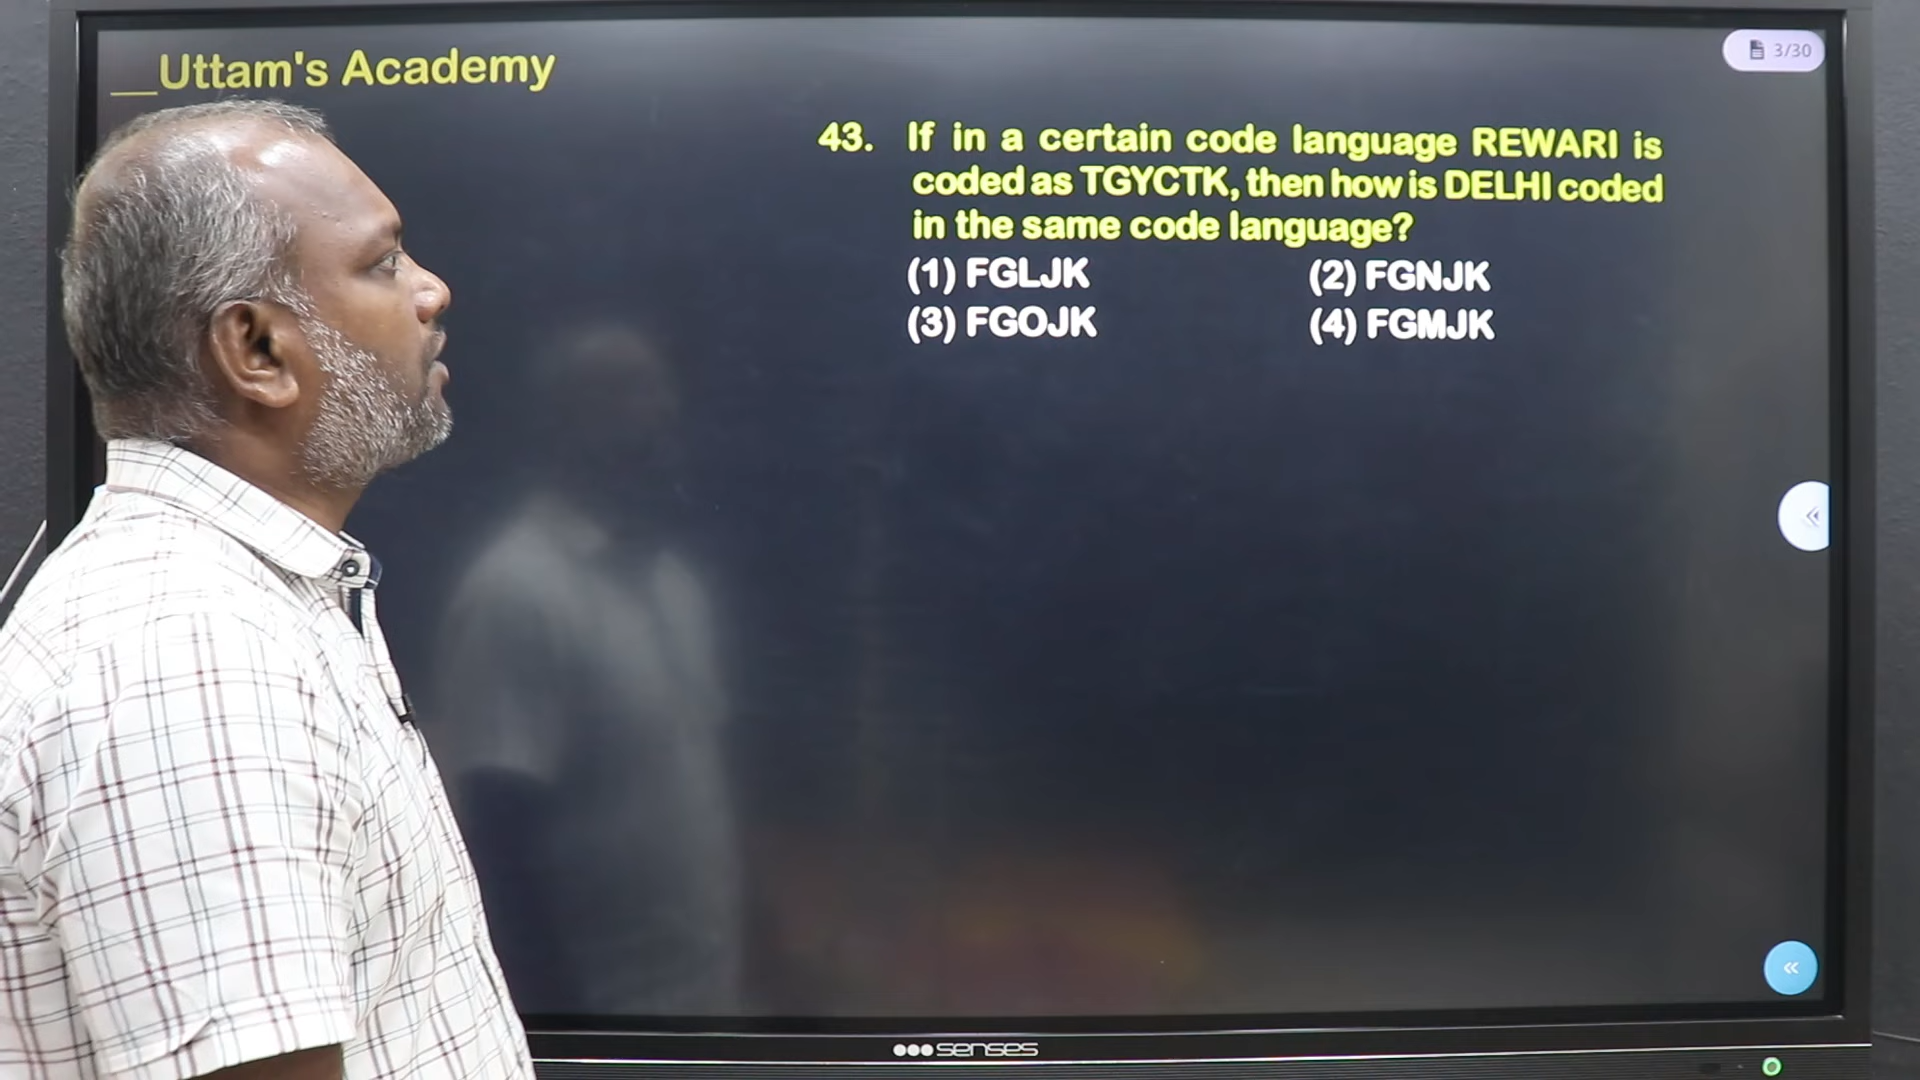 __Uttam's Academy
3/30
43. If in a certain code language REWARI is
coded as TGYCTK, then how is DELHI coded
in the same code language?
(1) FGLJK (2) FGNJK
(3) FGOJK (4) FGMJK
senses